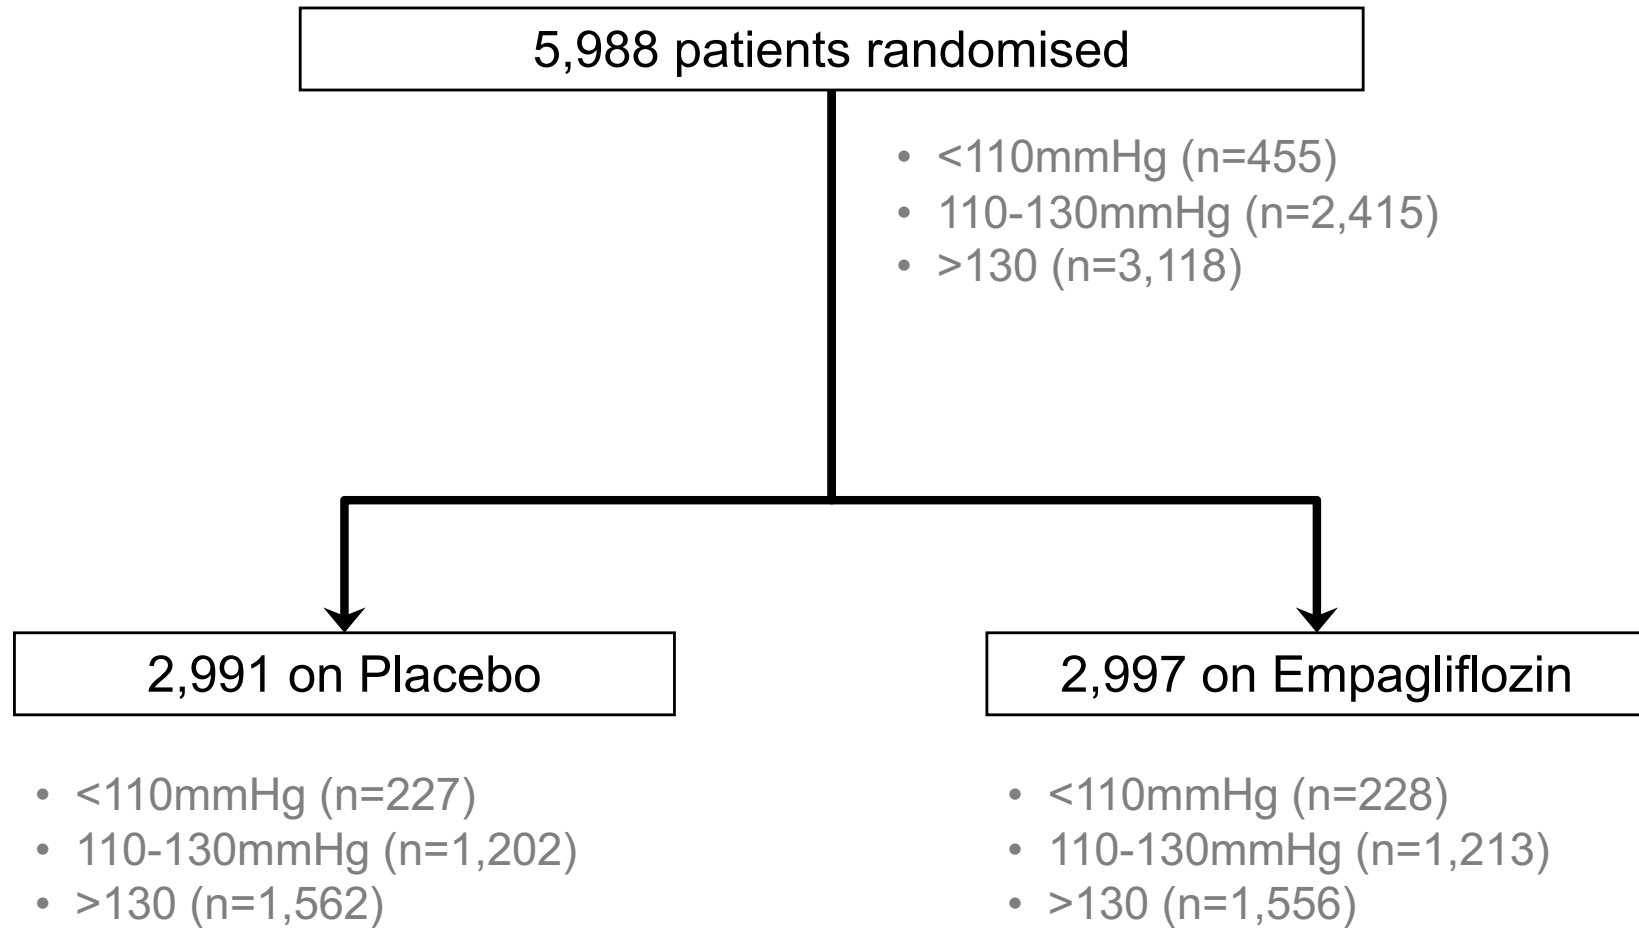 5,988 patients randomised
• <110mmHg (n=455)
• 110-130mmHg (n=2,415)
• >130 (n=3,118)
2,991 on Placebo
• <110mmHg (n=227)
• 110-130mmHg (n=1,202)
• >130 (n=1,562)
2,997 on Empagliflozin
• <110mmHg (n=228)
• 110-130mmHg (n=1,213)
• >130 (n=1,556)